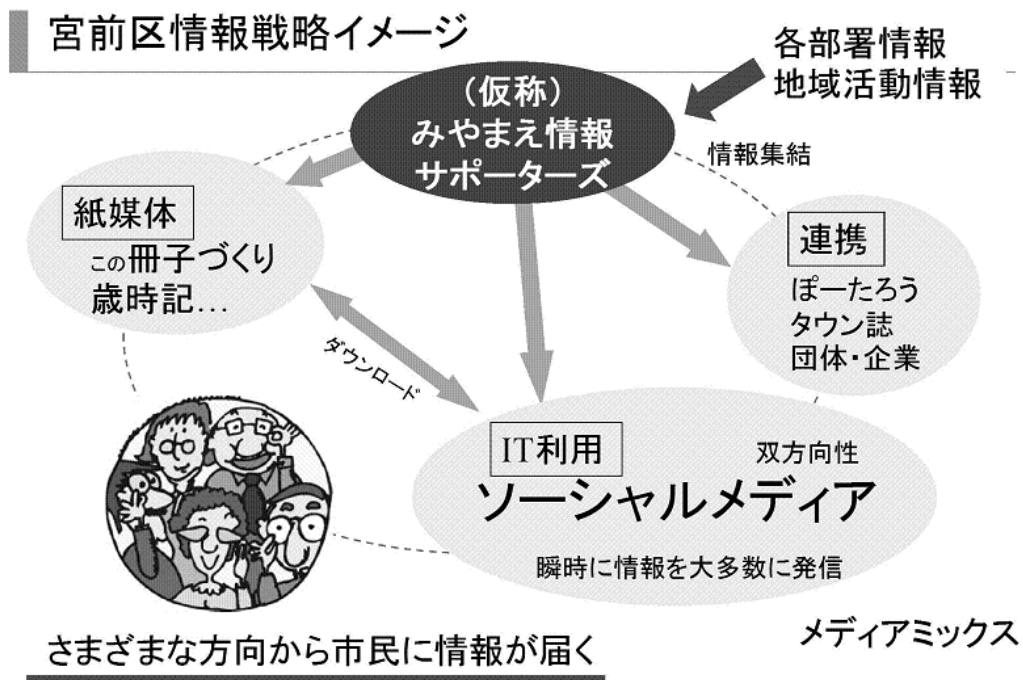 宮前区情報戦略イメージ
各部署情報
地域活動情報
（仮称）
みやまえ情報
サポーターズ
情報集結
紙媒体
この冊子づくり
歳時記…
連携
ぽーたろう
タウン誌
団体・企業
ダウンロード
IT利用
双方向性
ソーシャルメディア
瞬時に情報を大多数に発信
メディアミックス
さまざまな方向から市民に情報が届く